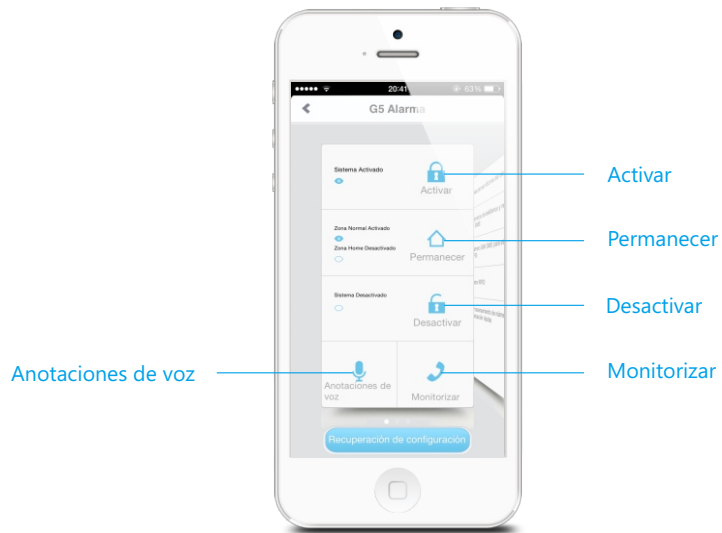 20:41
63%
G5 Alarma
Sistema Activado
Activar
Activar
Zona Normal Activado
Zona Home Desactivado
Permanecer
Permanecer
Sistema Desactivado
Desactivar
Desactivar
Anotaciones de voz
Anotaciones de
voz
Monitorizar
Monitorizar
Recuperación de configuración